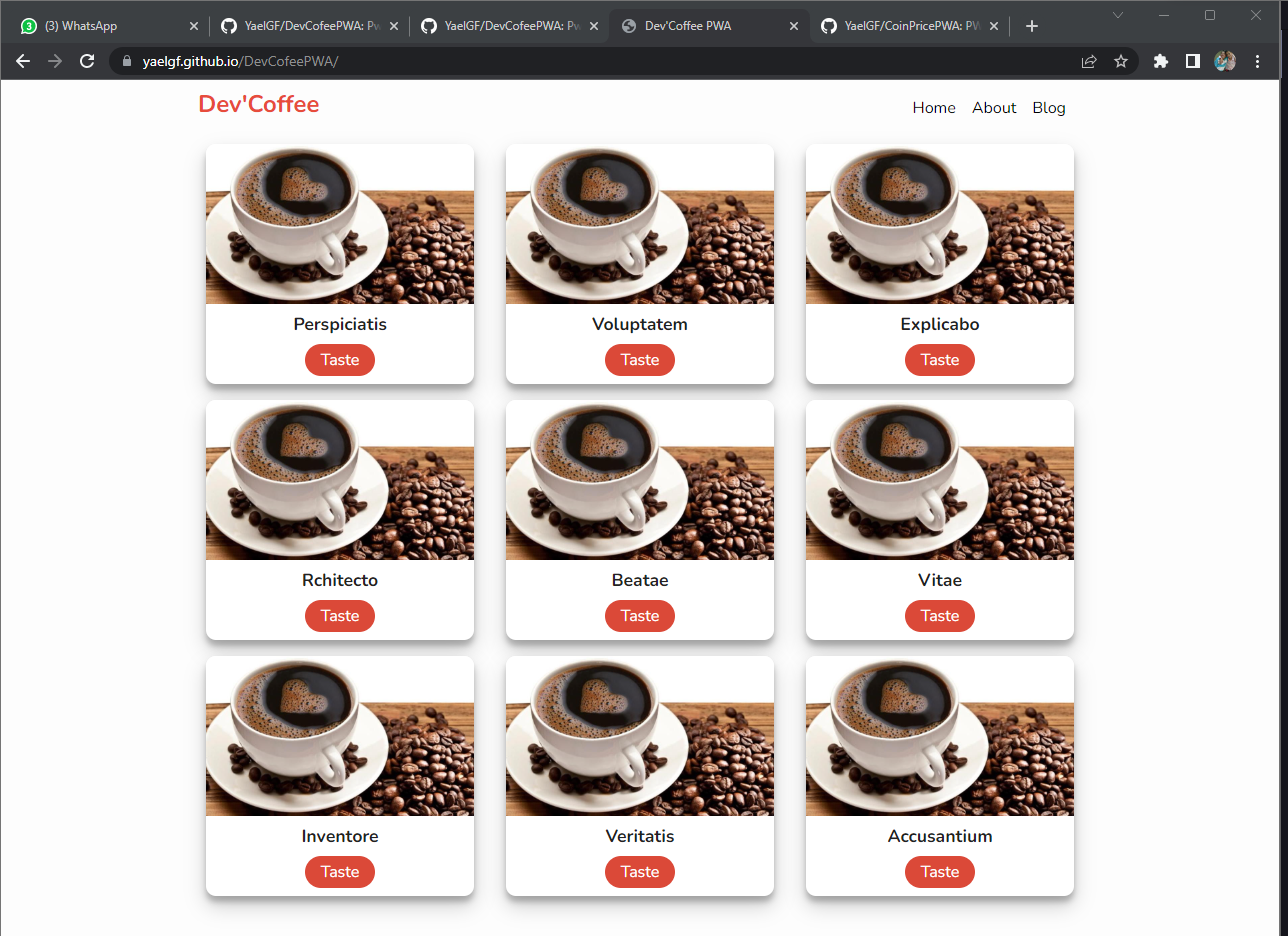 3 (3) WhatsApp YaelGF/DevCofeePWA: Pw YaelGF/DevCofeePWA: Pw Dev'Coffee PWA YaelGF/CoinPricePWA: PW
yaelgf.github.io/DevCofeePWA/
Dev'Coffee Home About Blog
Perspiciatis Voluptatem Explicabo
Taste Taste Taste
Rchitecto Beatae Vitae
Taste Taste Taste
Inventore Veritatis Accusantium
Taste Taste Taste